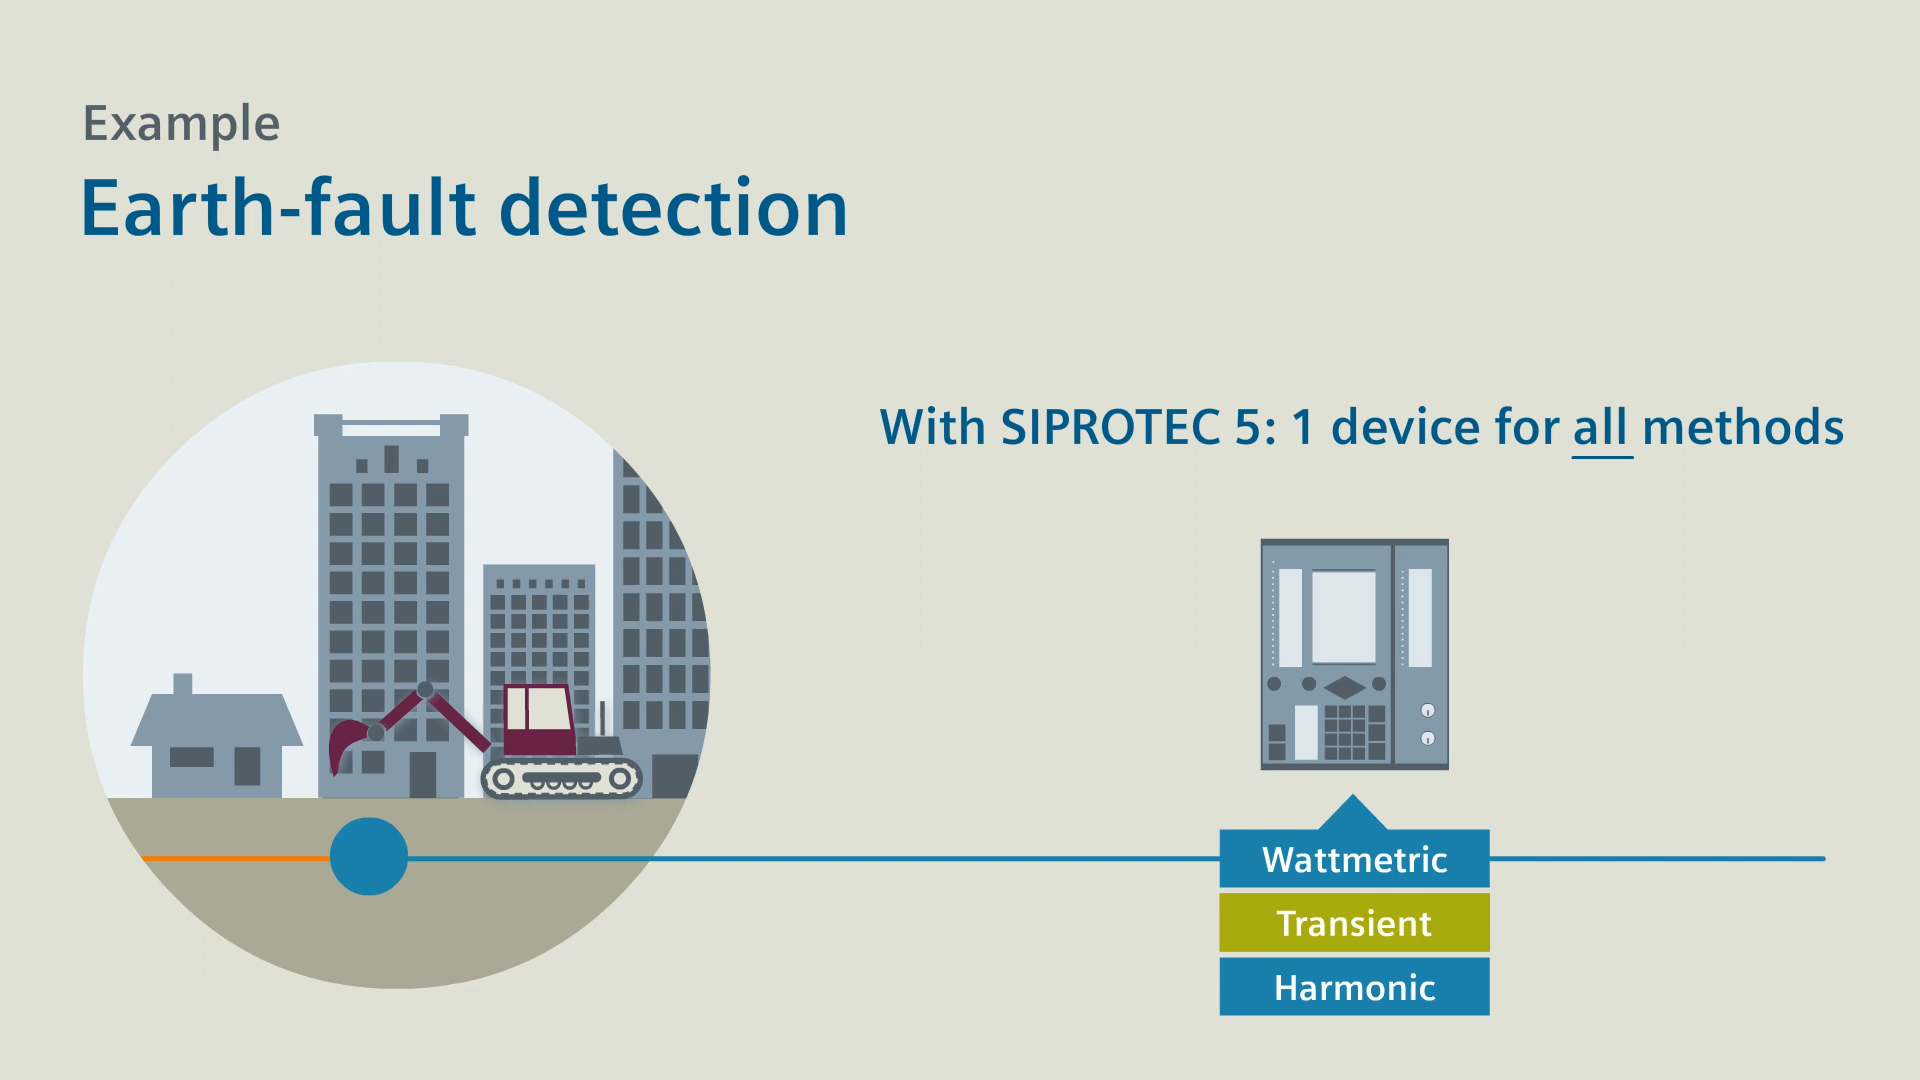 Example
Earth-fault detection
With SIPROTEC 5: 1 device for all methods
Wattmetric
Transient
Harmonic